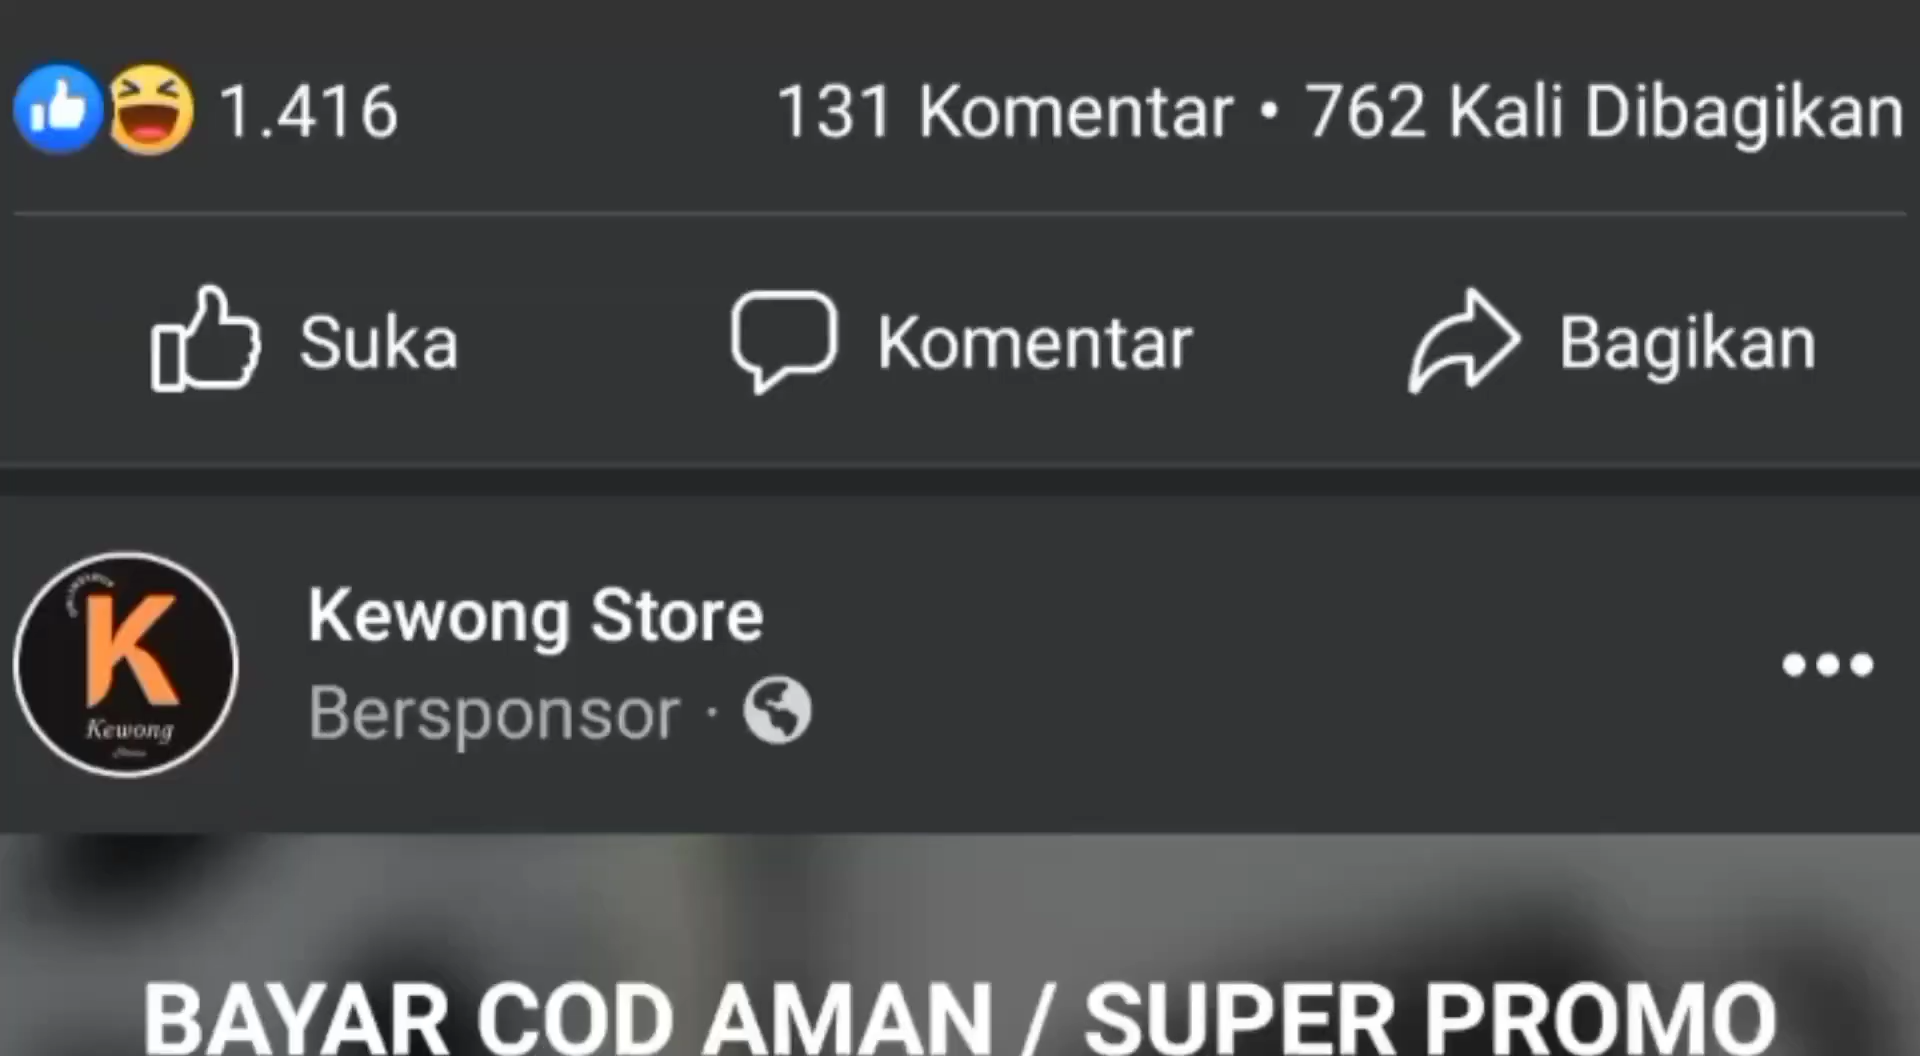 1.416
131 Komentar • 762 Kali Dibagikan
Suka
Komentar
Bagikan
Kewong Store
Bersponsor ·
K
Kewong
BAYAR COD AMAN / SUPER PROMO